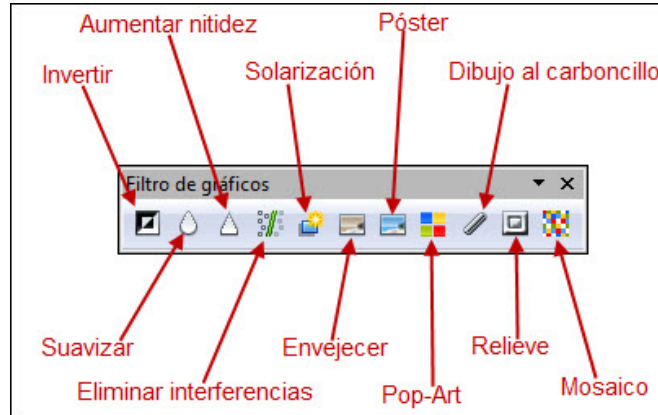 Aumentar nitidez
Póster
Invertir
Solarización
Dibujo al carboncillo
Filtro de gráficos
Suavizar
Envejecer
Relieve
Eliminar interferencias
Pop-Art
Mosaico